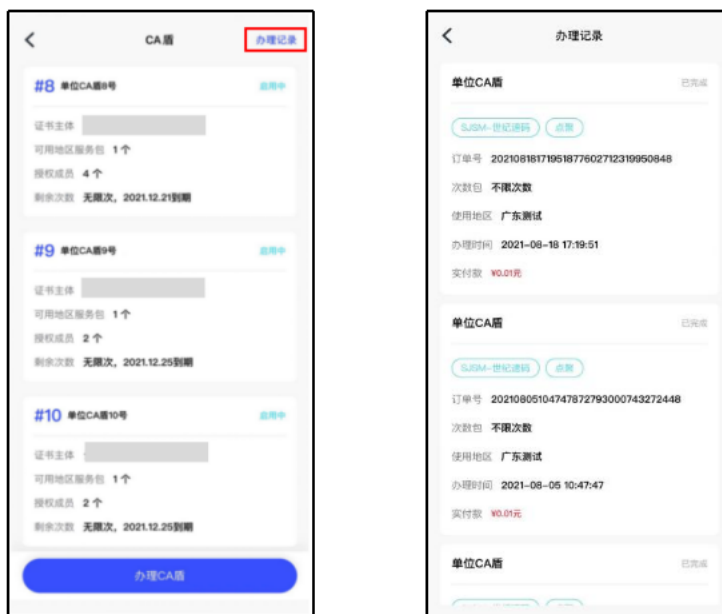 CA盾
办理记录
#8 单位CA盾8号
启用中
证书主体
可用地区服务包 1个
授权成员 4个
剩余次数 无限次，2021.12.21到期
#9 单位CA盾9号
启用中
证书主体
可用地区服务包 1个
授权成员 2个
剩余次数 无限次，2021.12.25到期
#10 单位CA盾10号
启用中
证书主体
可用地区服务包 1个
授权成员 2个
剩余次数 无限次，2021.12.25到期
办理CA盾
办理记录
单位CA盾
已完成
SJSM-世纪速码 点聚
订单号 20210818171951877602712319950848
次数包 不限次数
使用地区 广东测试
办理时间 2021-08-18 17:19:51
实付款 ¥0.01元
单位CA盾
已完成
SJSM-世纪速码 点聚
订单号 20210805104747872793000743272448
次数包 不限次数
使用地区 广东测试
办理时间 2021-08-05 10:47:47
实付款 ¥0.01元
单位CA盾
已完成